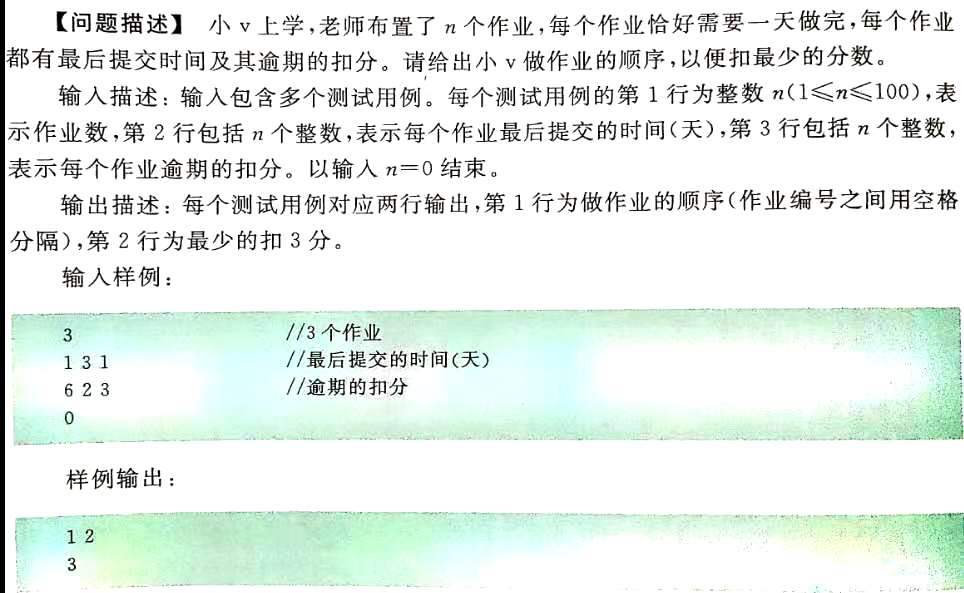 【问题描述】 小v上学,老师布置了n个作业,每个作业恰好需要一天做完,每个作业
都有最后提交时间及其逾期的扣分。请给出小v做作业的顺序,以便扣最少的分数。
输入描述:输入包含多个测试用例。每个测试用例的第1行为整数n(1≤n≤100),表
示作业数,第2行包括n个整数,表示每个作业最后提交的时间(天),第3行包括n个整数,
表示每个作业逾期的扣分。以输入n=0结束。
输出描述:每个测试用例对应两行输出,第1行为做作业的顺序(作业编号之间用空格
分隔),第2行为最少的扣3分。
输入样例:
3 //3个作业
1 3 1 //最后提交的时间(天)
6 2 3 //逾期的扣分
0
样例输出:
1 2
3